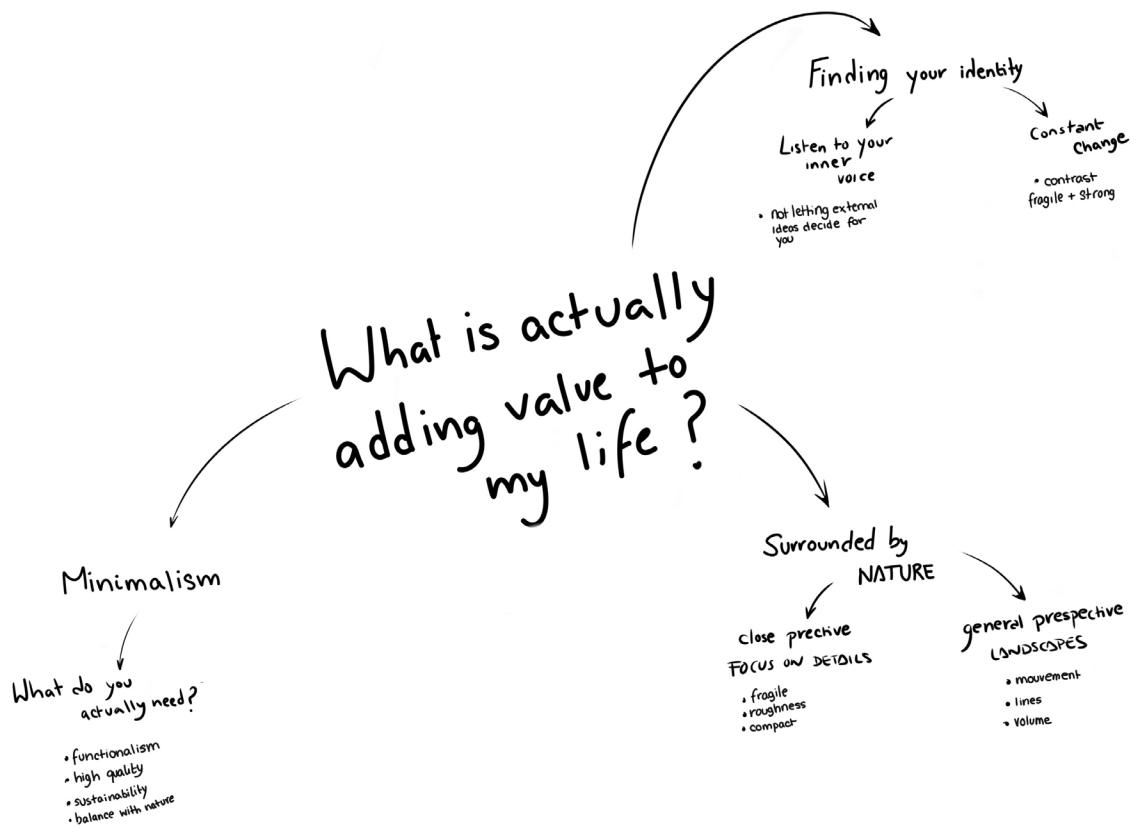 Finding your identity
Listen to your
inner
voice
• not letting external
ideas decide for
you
Constant
change
• contrast
fragile + strong
What is actually
adding value to
my life?
Minimalism
What do you
actually need?
• functionalism
• high quality
• sustainability
• balance with nature
Surrounded by
NATURE
close prective
FOCUS ON DETAILS
• fragile
• roughness
• compact
general prespective
LANDSCAPES
• mouvement
• lines
• volume